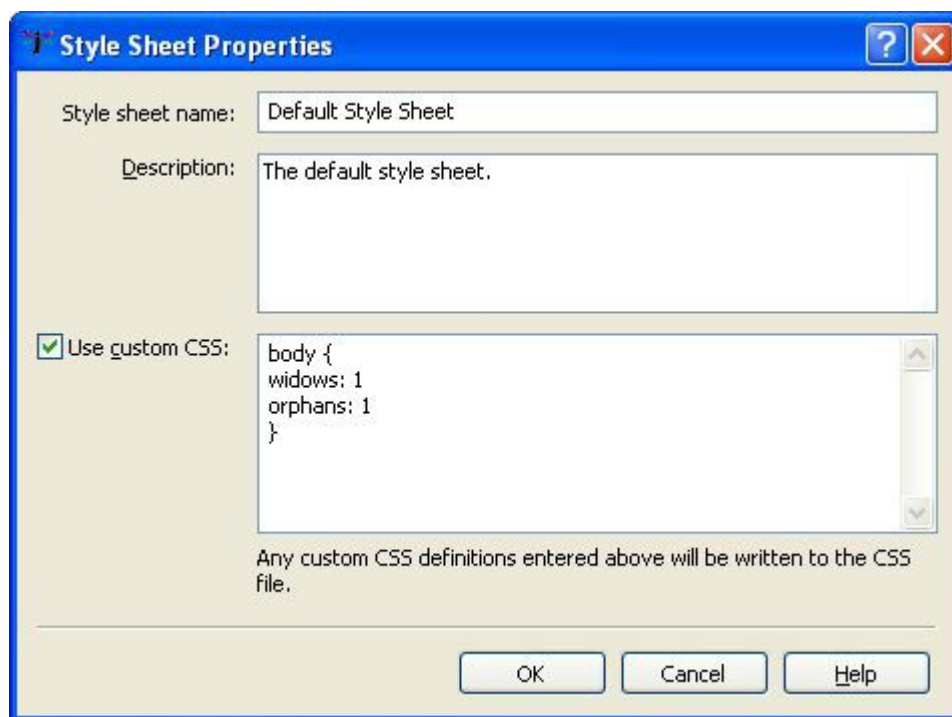 Style Sheet Properties
Style sheet name: Default Style Sheet
Description: The default style sheet.
Use custom CSS: body {
widows: 1
orphans: 1
}
Any custom CSS definitions entered above will be written to the CSS
file.
OK Cancel Help